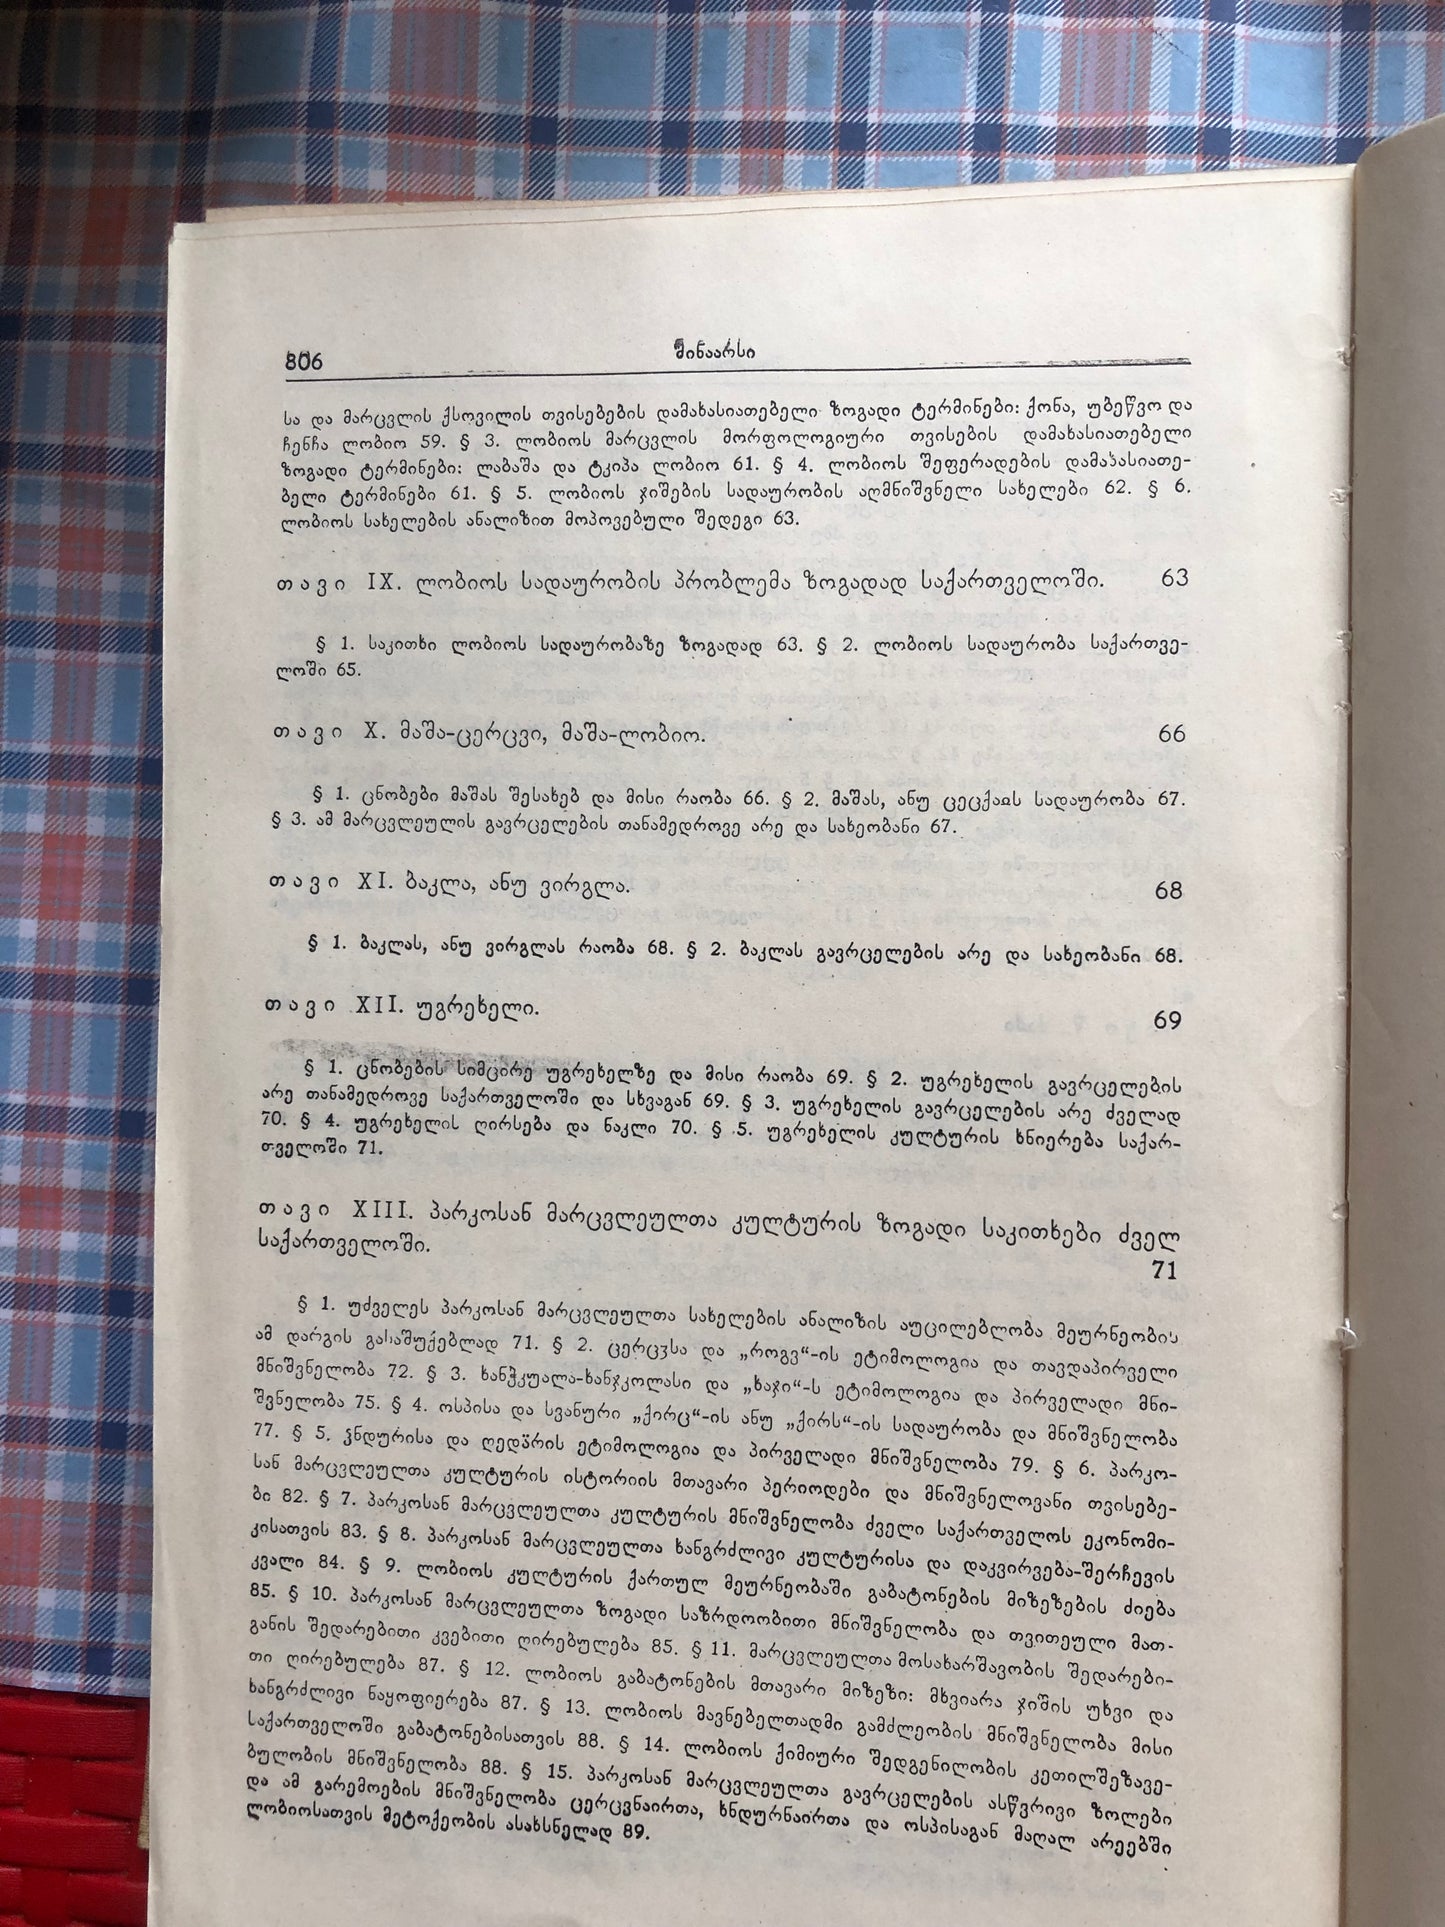 806
შინაარსი
სა და მარცვლის ქსოვილის თვისებების დამახასიათებელი ზოგადი ტერმინები: ქონა, უბეწვო და
ჩენჩა ლობიო 59. § 3. ლობიოს მარცვლის მორფოლოგიური თვისების დამახასიათებელი
ზოგადი ტერმინები: ლაბაშა და ტკიპა ლობიო 61. § 4. ლობიოს შეფერადების დამახასიათე-
ბელი ტერმინები 61. § 5. ლობიოს ჯიშების სადაურობის აღმნიშვნელი სახელები 62. § 6.
ლობიოს სახელების ანალიზით მოპოვებული შედეგი 63.
თავი IX. ლობიოს სადაურობის პრობლემა ზოგადად საქართველოში. 63
§ 1. საკითხი ლობიოს სადაურობაზე ზოგადად 63. § 2. ლობიოს სადაურობა საქართვე-
ლოში 65.
თავი X. მაშა-ცერცვი, მაშა-ლობიო. 66
§ 1. ცნობები მაშას შესახებ და მისი რაობა 66. § 2. მაშას, ანუ ცეცქაის სადაურობა 67.
§ 3. ამ მარცვლეულის გავრცელების თანამედროვე არე და სახეობანი 67.
თავი XI. ბაკლა, ანუ ვირგლა. 68
§ 1. ბაკლას, ანუ ვირგლას რაობა 68. § 2. ბაკლას გავრცელების არე და სახეობანი 68.
თავი XII. უგრეხელი. 69
§ 1. ცნობების სიმცირე უგრეხელზე და მისი რაობა 69. § 2. უგრეხელის გავრცელების
არე თანამედროვე საქართველოში და სხვაგან 69. § 3. უგრეხელის გავრცელების არე ძველად
70. § 4. უგრეხელის ღირსება და ნაკლი 70. § 5. უგრეხელის კულტურის ხნიერება საქარ-
თველოში 71.
თავი XIII. პარკოსან მარცვლეულთა კულტურის ზოგადი საკითხები ძველ
საქართველოში. 71
§ 1. უძველეს პარკოსან მარცვლეულთა სახელების ანალიზის აუცილებლობა მეურნეობის
ამ დარგის გასაშუქებლად 71. § 2. ცერცჳსა და „როგვ“-ის ეტიმოლოგია და თავდაპირველი
მნიშვნელობა 72. § 3. ხანჭკუალა-ხანჯკოლასი და „ხაჯი“-ს ეტიმოლოგია და პირველადი მნი-
შვნელობა 75. § 4. ოსპისა და სვანური „ქირც“-ის ანუ „ქირს“-ის სადაურობა და მნიშვნელობა
77. § 5. ჴნდურისა და ღედჷრის ეტიმოლოგია და პირველადი მნიშვნელობა 79. § 6. პარკო-
სან მარცვლეულთა კულტურის ისტორიის მთავარი პერიოდები და მნიშვნელოვანი თვისებე-
ბი 82. § 7. პარკოსან მარცვლეულთა კულტურის მნიშვნელობა ძველი საქართველოს ეკონომი-
კისათვის 83. § 8. პარკოსან მარცვლეულთა ხანგრძლივი კულტურისა და დაკვირვება-შერჩევის
კვალი 84. § 9. ლობიოს კულტურის ქართულ მეურნეობაში გაბატონების მიზეზების ძიება
85. § 10. პარკოსან მარცვლეულთა ზოგადი საზრდოობითი მნიშვნელობა და თვითეული მათ-
განის შედარებითი კვებითი ღირებულება 85. § 11. მარცვლეულთა მოსახარშავობის შედარები-
თი ღირებულება 87. § 12. ლობიოს გაბატონების მთავარი მიზეზი: მხვიარა ჯიშის უხვი და
ხანგრძლივი ნაყოფიერება 87. § 13. ლობიოს მავნებელთადმი გამძლეობის მნიშვნელობა მისი
საქართველოში გაბატონებისათვის 88. § 14. ლობიოს ქიმიური შედგენილობის კეთილშეზავე-
ბულობის მნიშვნელობა 88. § 15. პარკოსან მარცვლეულთა გავრცელების ასწვრივი ზოლები
და ამ გარემოების მნიშვნელობა ცერცვნაირთა, ხნდურნაირთა და ოსპისაგან მაღალ არეებში
ლობიოსათვის მეტოქეობის ასახსნელად 89.